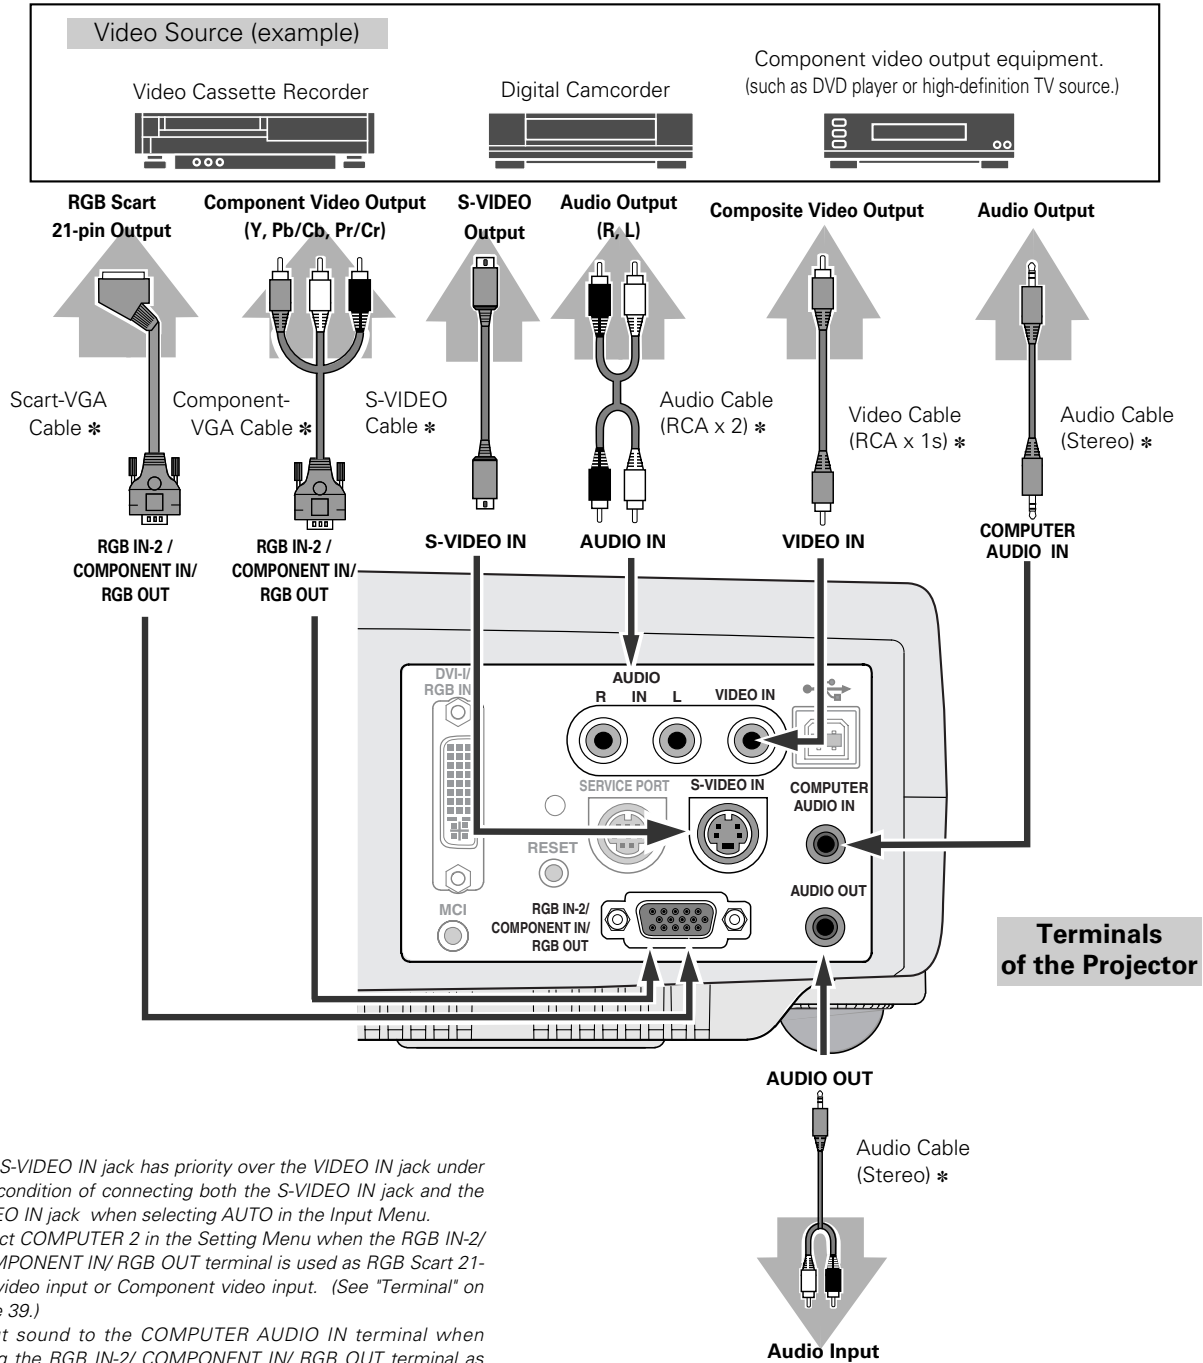 Video Source (example)
Video Cassette Recorder
Digital Camcorder
Component video output equipment.
(such as DVD player or high-definition TV source.)
RGB Scart
21-pin Output
Component Video Output
(Y, Pb/Cb, Pr/Cr)
S-VIDEO
Output
Audio Output
(R, L)
Composite Video Output
Audio Output
Scart-VGA
Cable ✻
Component-
VGA Cable ✻
S-VIDEO
Cable ✻
Audio Cable
(RCA x 2) ✻
Video Cable
(RCA x 1s) ✻
Audio Cable
(Stereo) ✻
RGB IN-2 /
COMPONENT IN/
RGB OUT
RGB IN-2 /
COMPONENT IN/
RGB OUT
S-VIDEO IN
AUDIO IN
VIDEO IN
COMPUTER
AUDIO IN
DVI-I/
RGB IN
AUDIO
R IN L
VIDEO IN
SERVICE PORT
S-VIDEO IN
COMPUTER
AUDIO IN
RESET
MCI
RGB IN-2/
COMPONENT IN/
RGB OUT
AUDIO OUT
Terminals
of the Projector
AUDIO OUT
Audio Cable
(Stereo) ✻
Audio Input
S-VIDEO IN jack has priority over the VIDEO IN jack under
condition of connecting both the S-VIDEO IN jack and the
EO IN jack when selecting AUTO in the Input Menu.
ct COMPUTER 2 in the Setting Menu when the RGB IN-2/
MPONENT IN/ RGB OUT terminal is used as RGB Scart 21-
video input or Component video input. (See "Terminal" on
e 39.)
t sound to the COMPUTER AUDIO IN terminal when
g the RGB IN-2/ COMPONENT IN/ RGB OUT terminal as